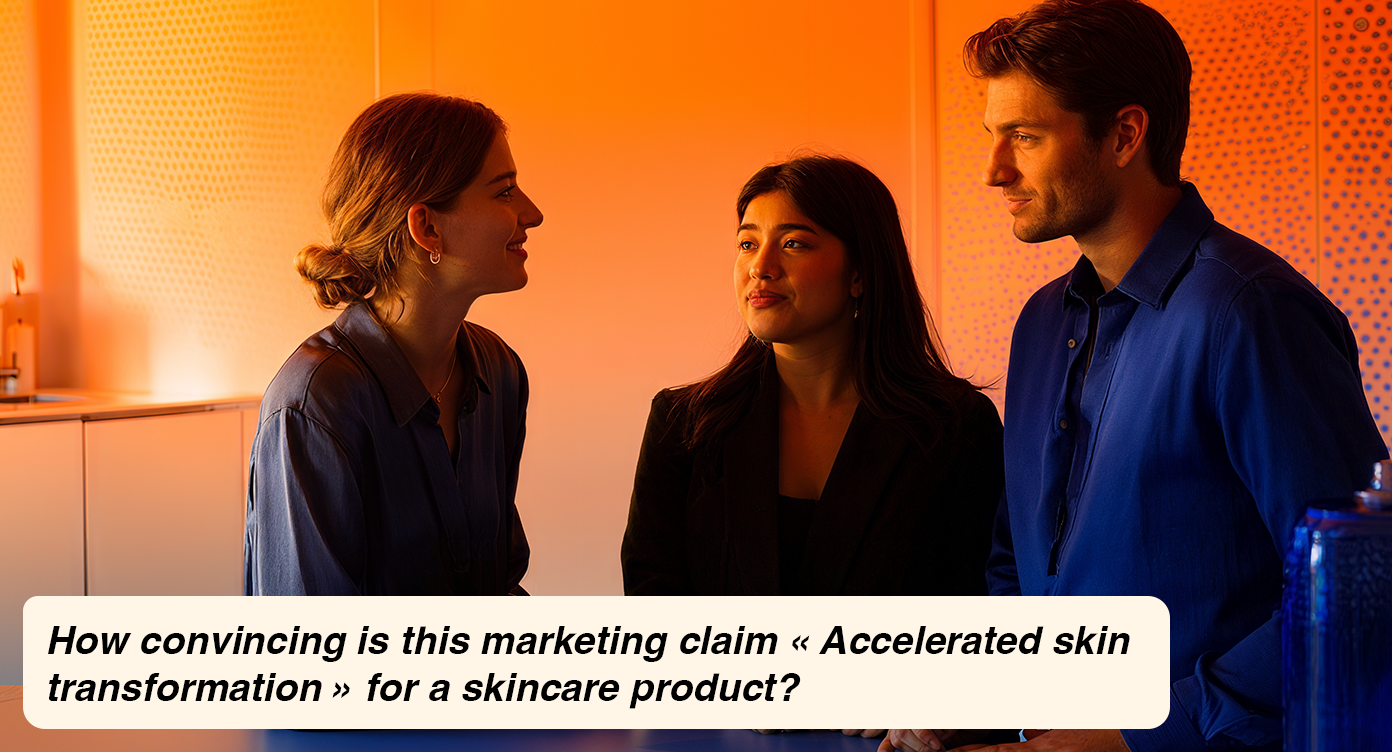 How convincing is this marketing claim « Accelerated skin
transformation » for a skincare product?